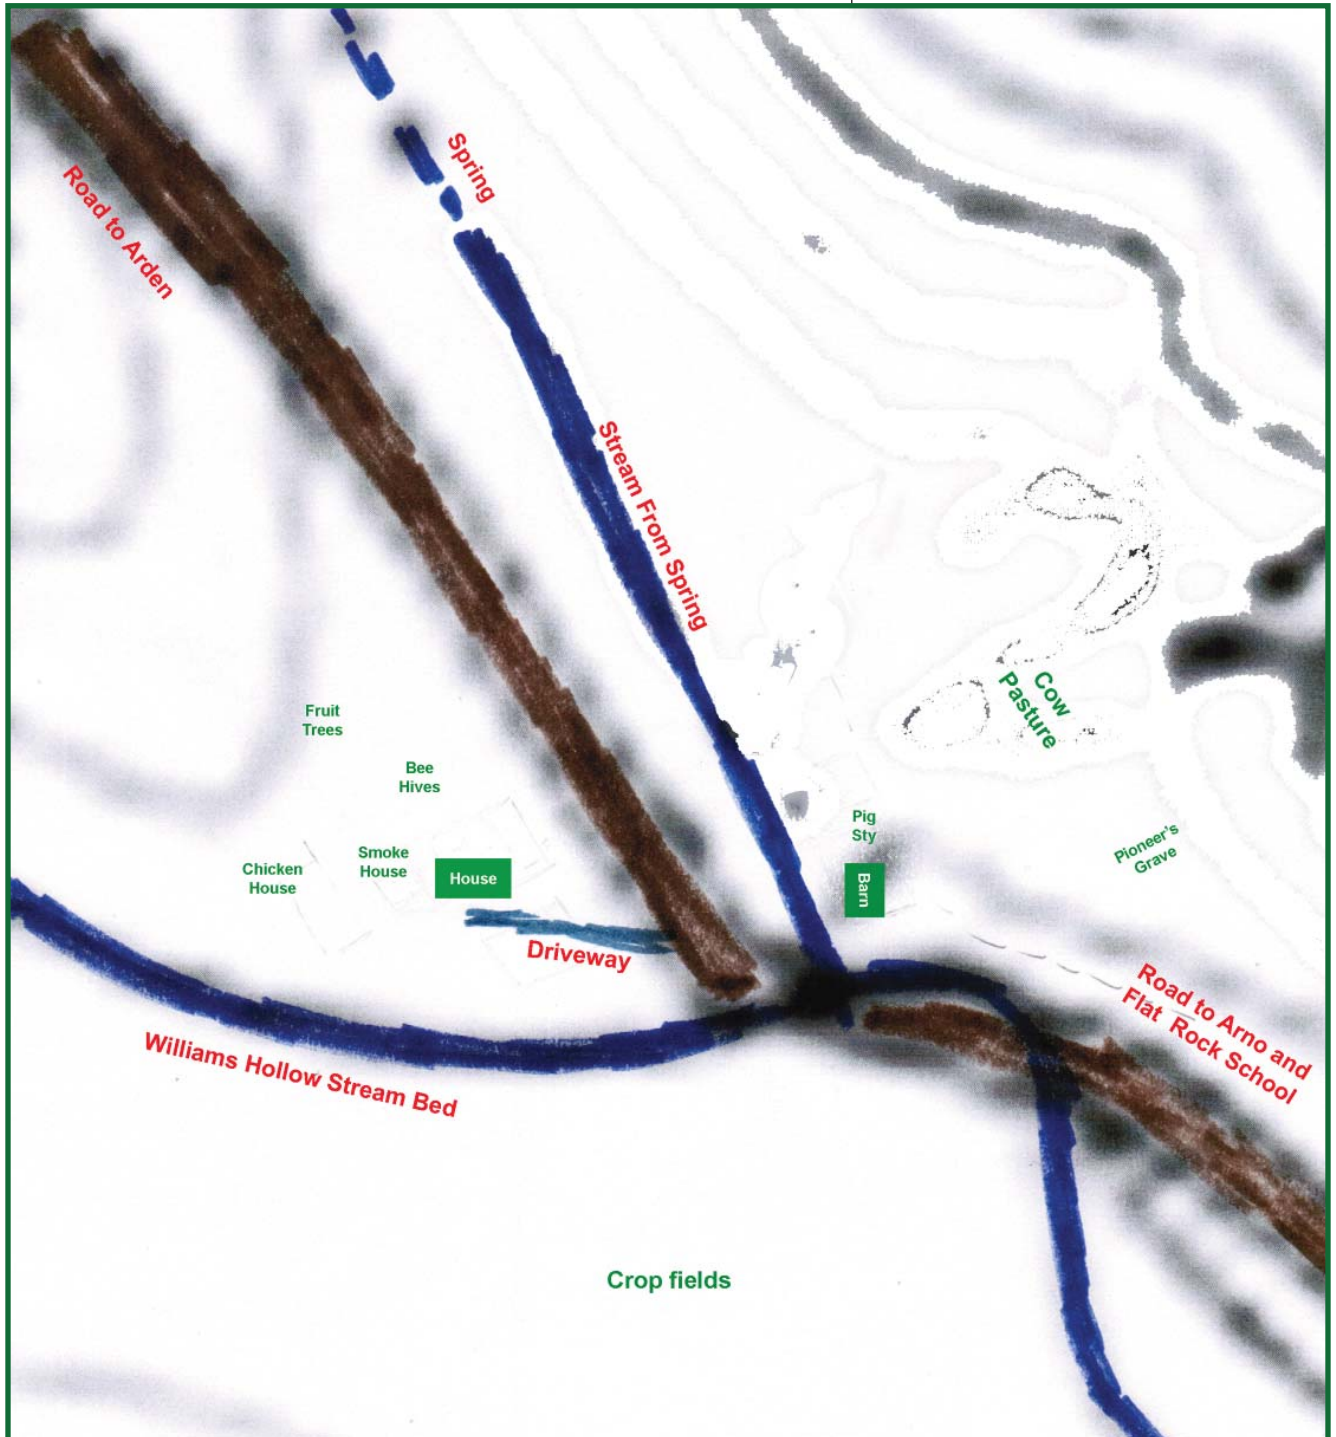 Spring
Road to Arden
Stream From Spring
Cow
Pasture
Fruit
Trees
Bee
Hives
Pig
Sty
Pioneer's
Grave
Smoke
House
Chicken
House
House
Barn
Driveway
Road to Arno and
Flat Rock School
Williams Hollow Stream Bed
Crop fields